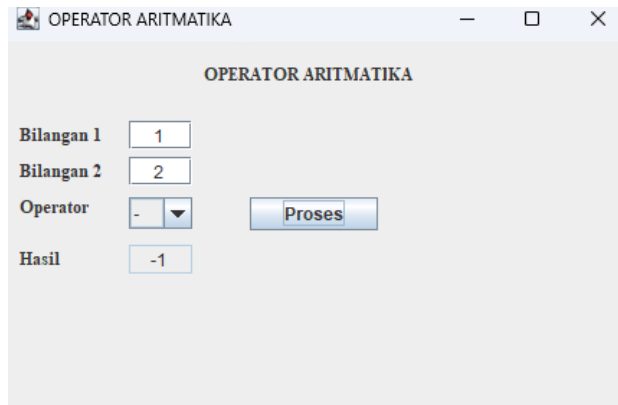 OPERATOR ARITMATIKA
OPERATOR ARITMATIKA
Bilangan 1 1
Bilangan 2 2
Operator - Proses
Hasil -1